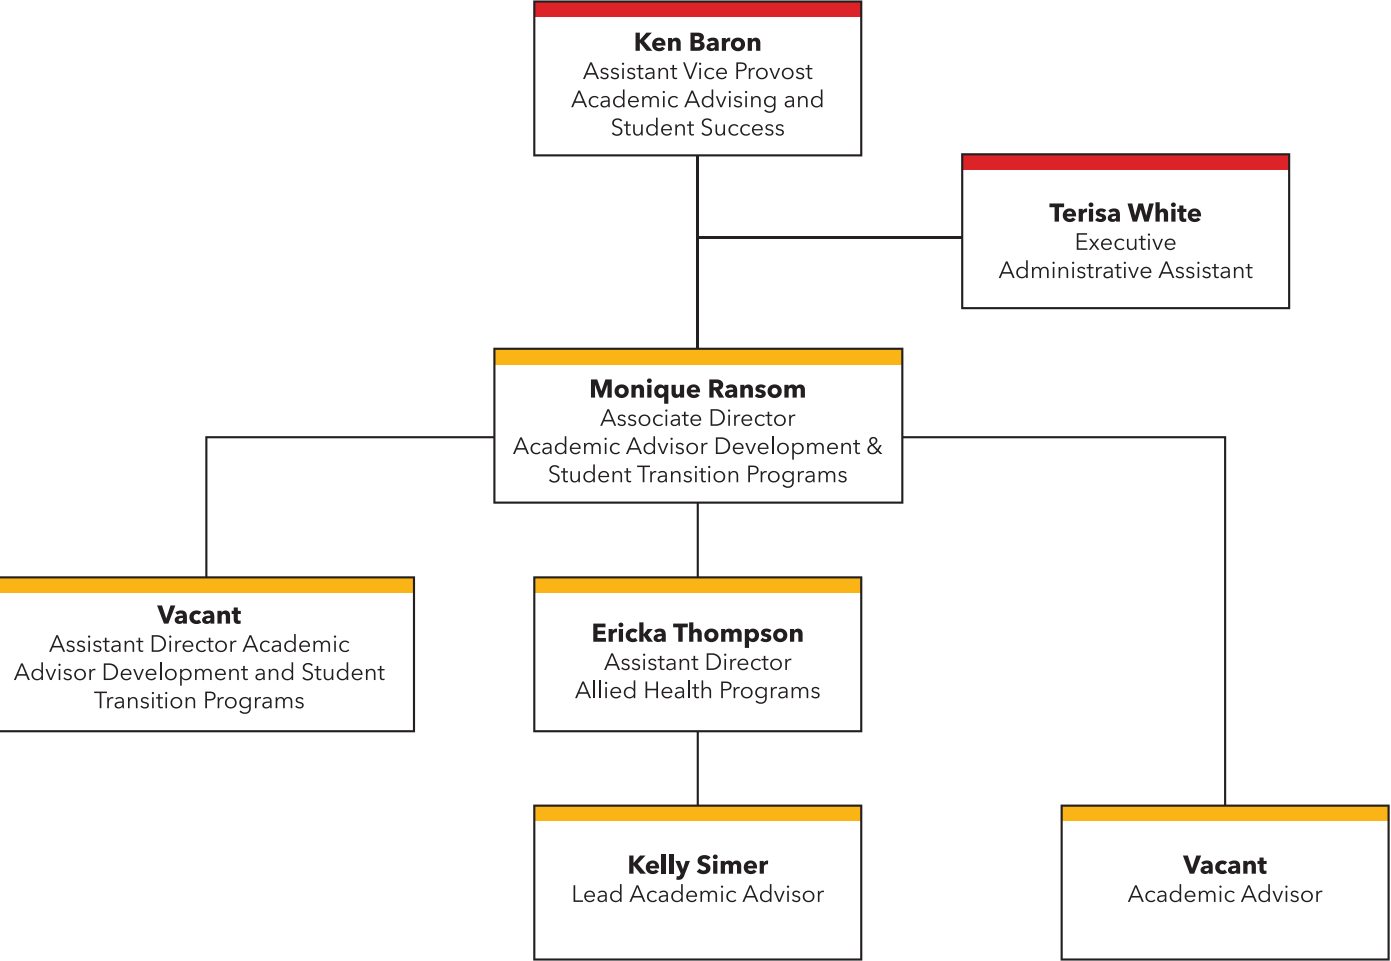 Ken Baron
Assistant Vice Provost
Academic Advising and
Student Success
Terisa White
Executive
Administrative Assistant
Monique Ransom
Associate Director
Academic Advisor Development &
Student Transition Programs
Vacant
Assistant Director Academic
Advisor Development and Student
Transition Programs
Ericka Thompson
Assistant Director
Allied Health Programs
Kelly Simer
Lead Academic Advisor
Vacant
Academic Advisor